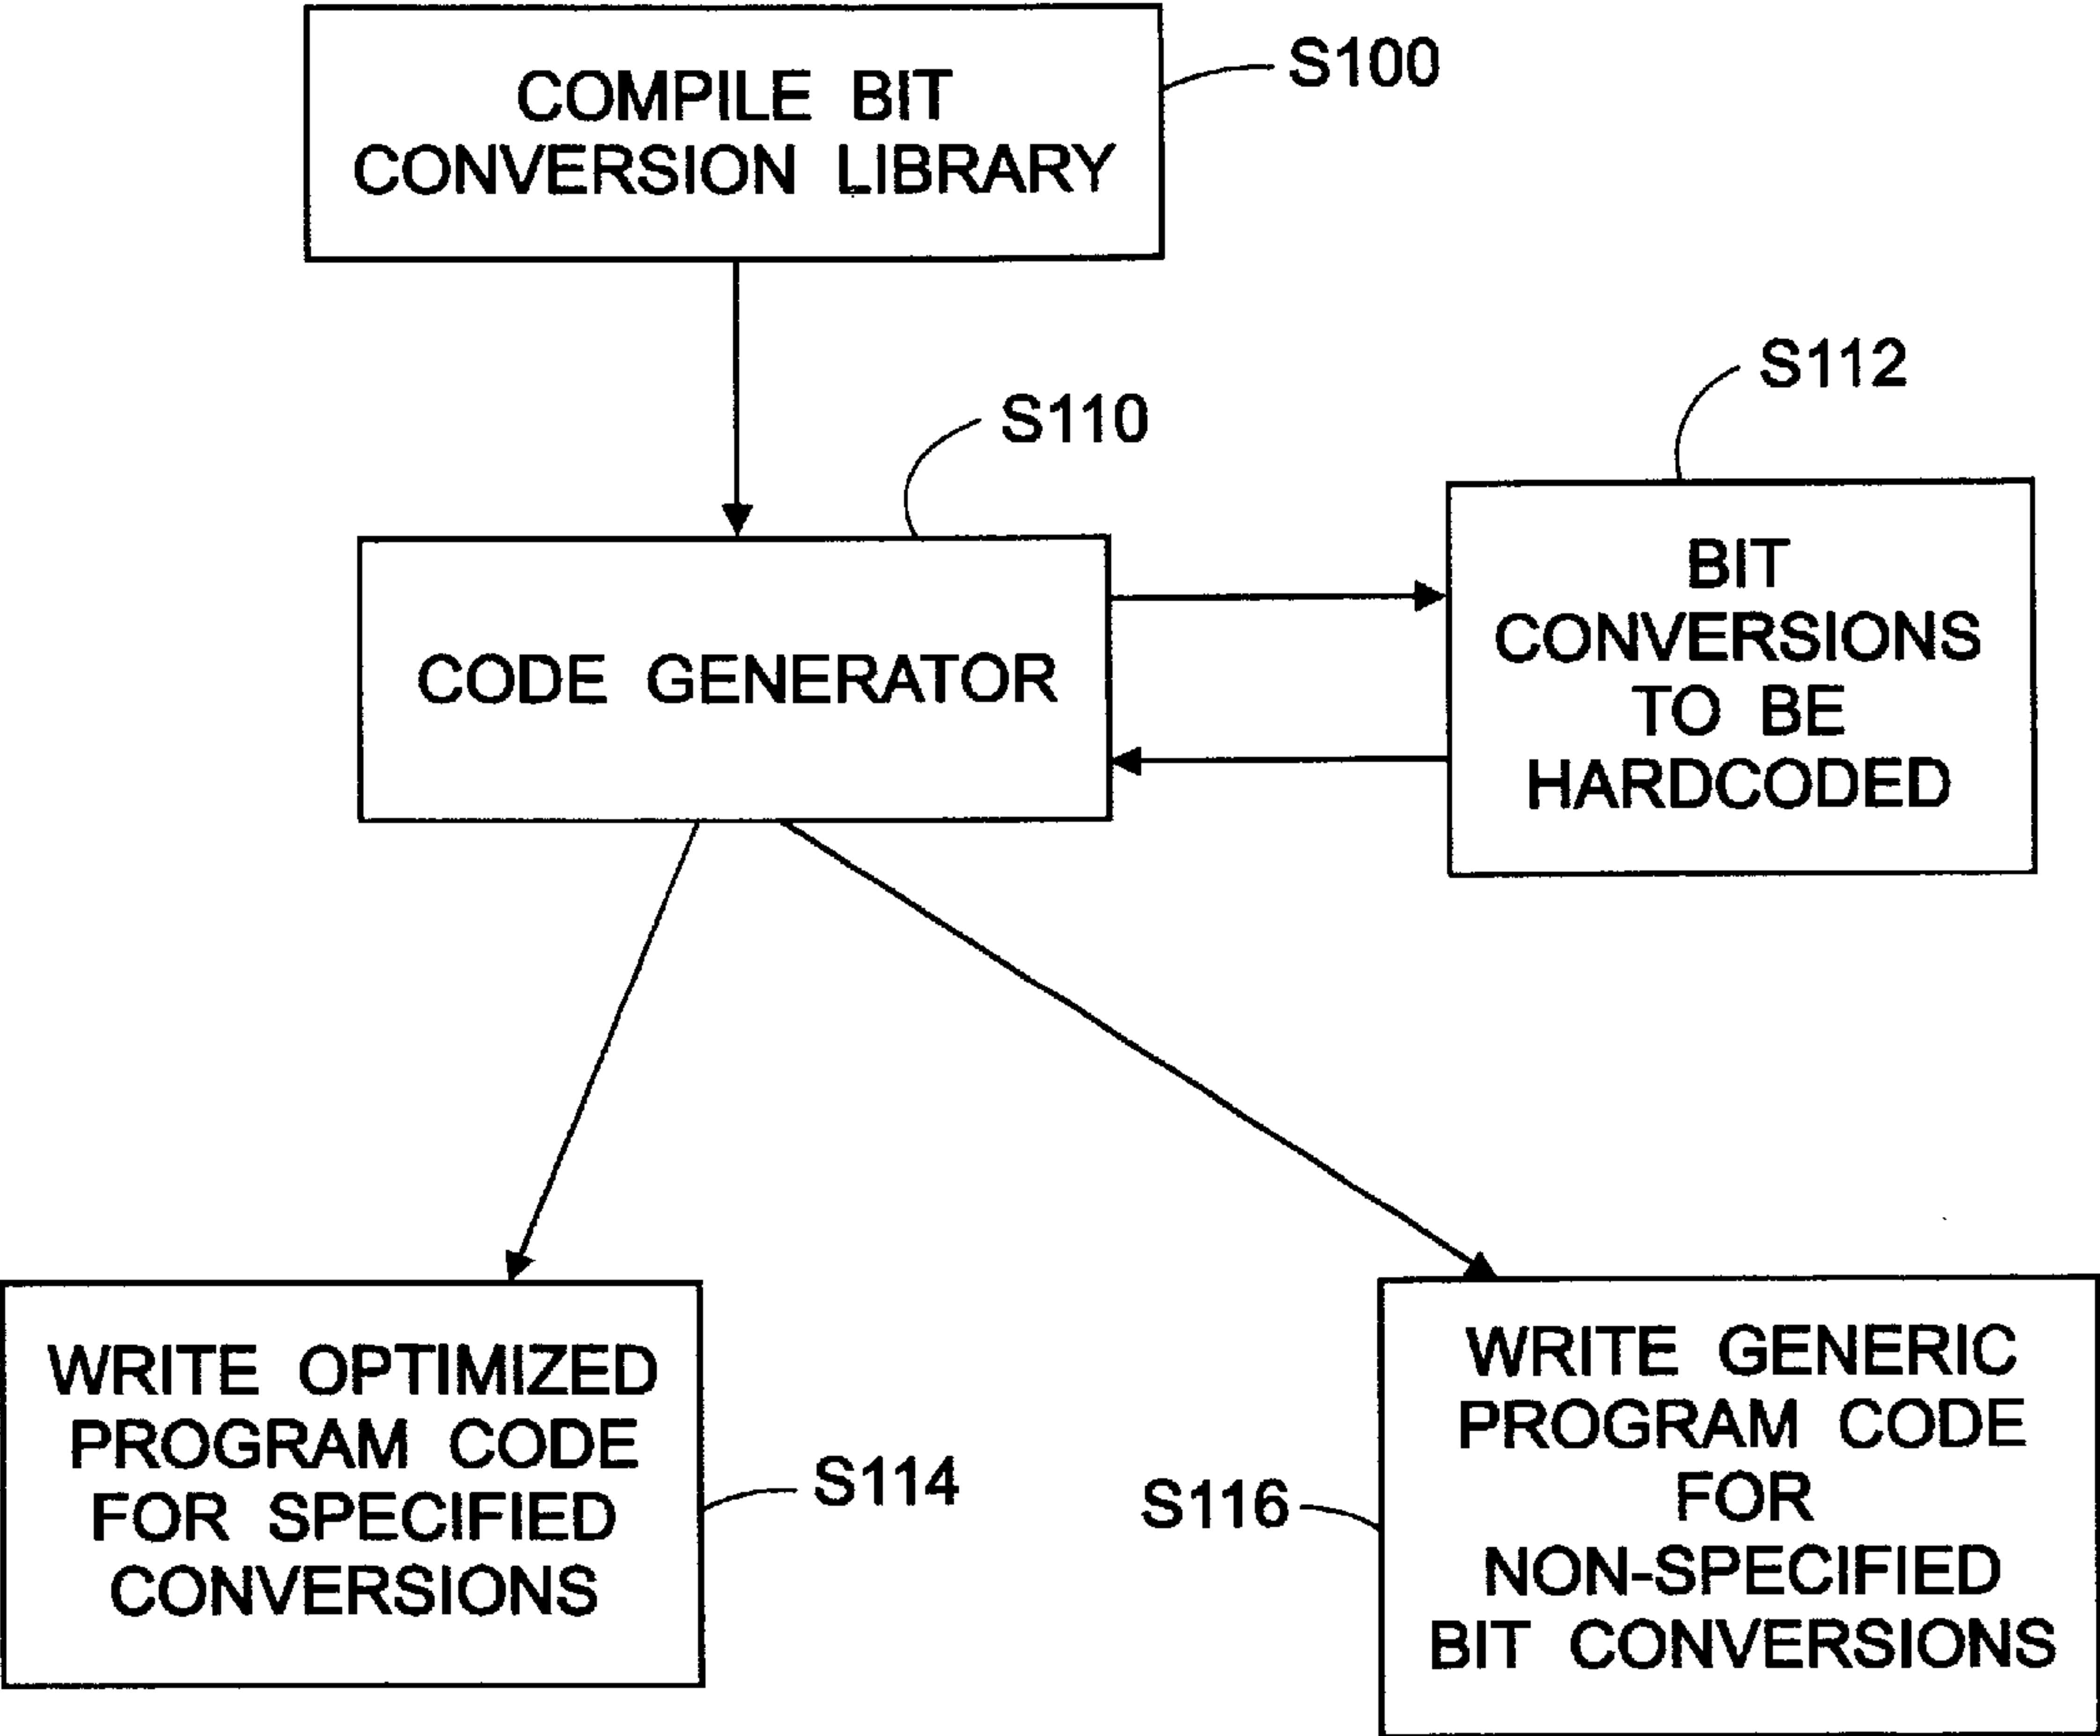 COMPILE BIT
CONVERSION LIBRARY
S100
S112
S110
BIT
CONVERSIONS
TO BE
HARDCODED
CODE GENERATOR
WRITE OPTIMIZED
PROGRAM CODE
FOR SPECIFIED
CONVERSIONS
S114
S116
WRITE GENERIC
PROGRAM CODE
FOR
NON-SPECIFIED
BIT CONVERSIONS